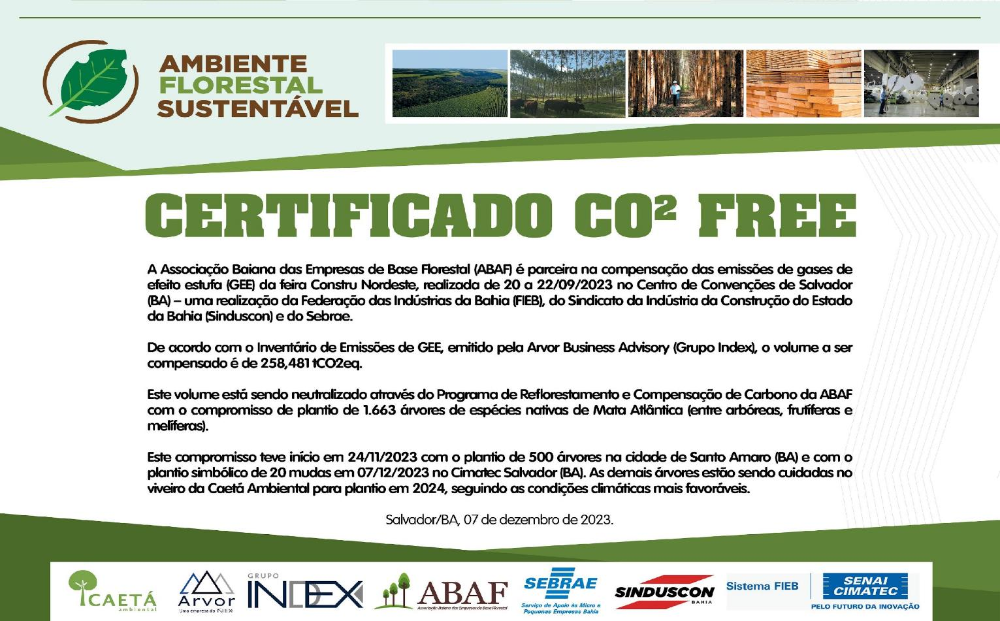 AMBIENTE
FLORESTAL
SUSTENTÁVEL
CERTIFICADO CO² FREE
A Associação Baiana das Empresas de Base Florestal (ABAF) é parceira na compensação das emissões de gases de
efeito estufa (GEE) da feira Constru Nordeste, realizada de 20 a 22/09/2023 no Centro de Convenções de Salvador
(BA) – uma realização da Federação das Indústrias da Bahia (FIEB), do Sindicato da Indústria da Construção do Estado
da Bahia (Sinduscon) e do Sebrae.
De acordo com o Inventário de Emissões de GEE, emitido pela Arvor Business Advisory (Grupo Index), o volume a ser
compensado é de 258,481 tCO2eq.
Este volume está sendo neutralizado através do Programa de Reflorestamento e Compensação de Carbono da ABAF
com o compromisso de plantio de 1.663 árvores de espécies nativas de Mata Atlântica (entre arbóreas, frutíferas e
melíferas).
Este compromisso teve início em 24/11/2023 com o plantio de 500 árvores na cidade de Santo Amaro (BA) e com o
plantio simbólico de 20 mudas em 07/12/2023 no Cimatec Salvador (BA). As demais árvores estão sendo cuidadas no
viveiro da Caetá Ambiental para plantio em 2024, seguindo as condições climáticas mais favoráveis.
Salvador/BA, 07 de dezembro de 2023.
CAETÁ
ambiental
Arvor
Uma empresa do INDEX
GRUPO
INDEX
ABAF
Associação Baiana das Empresas de Base Florestal
SEBRAE
Serviço de Apoio às Micro e
Pequenas Empresas Bahia
SINDUSCON
BAHIA
Sistema FIEB
SENAI
CIMATEC
PELO FUTURO DA INOVAÇÃO